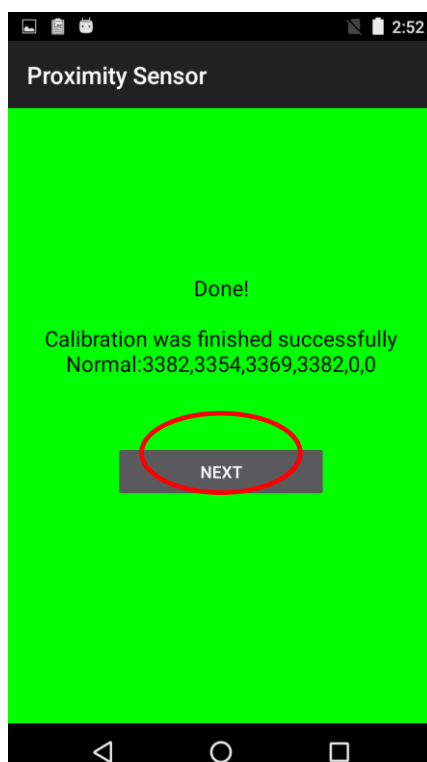 2:52
Proximity Sensor
Done!
Calibration was finished successfully
Normal:3382,3354,3369,3382,0,0
NEXT